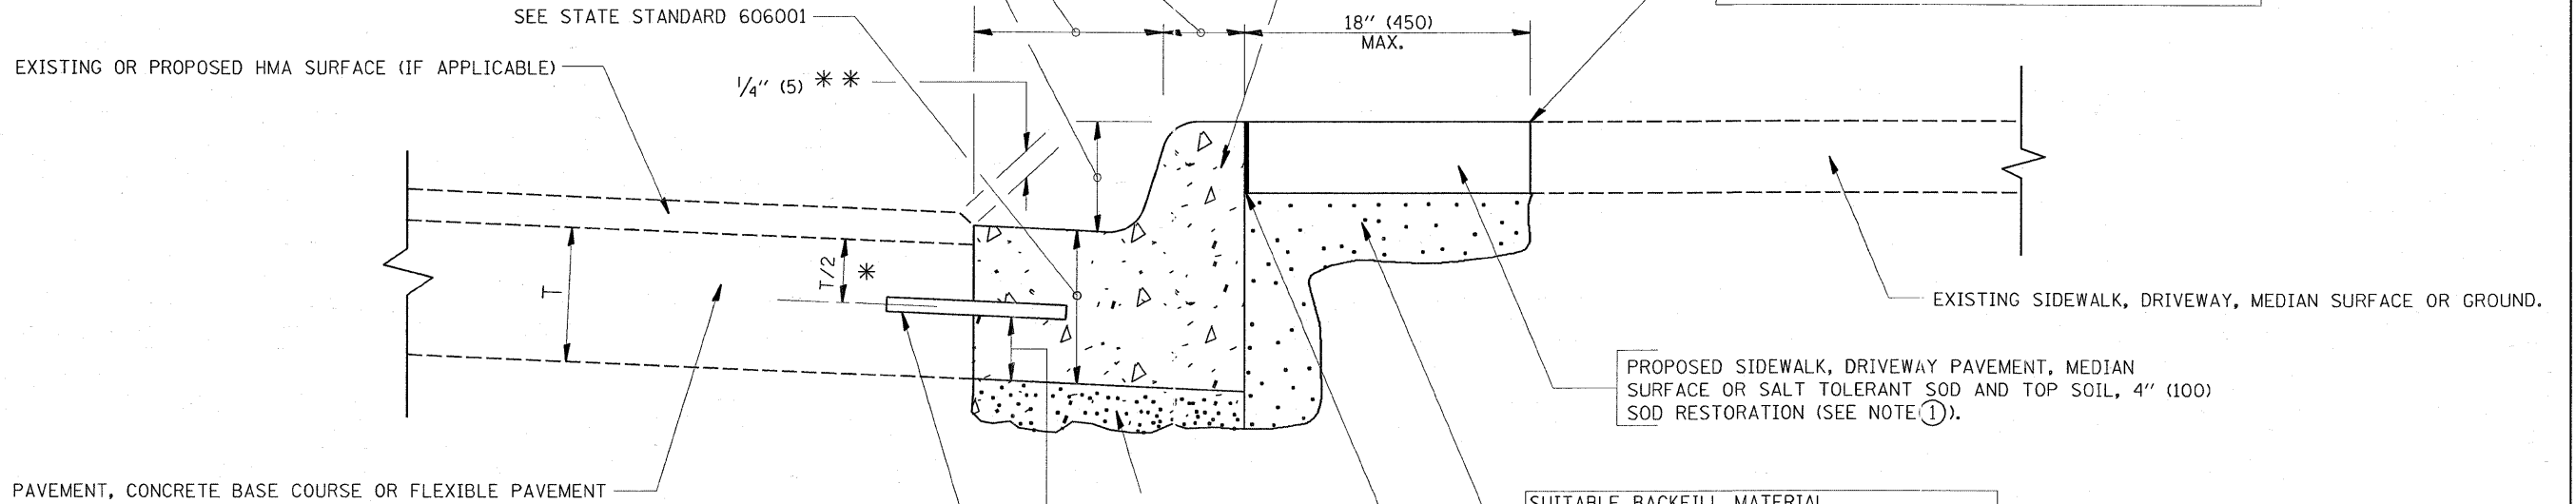 SEE STATE STANDARD 606001
18" (450)
MAX.
EXISTING OR PROPOSED HMA SURFACE (IF APPLICABLE)
1/4" (5) * *
T
T/2
*
EXISTING SIDEWALK, DRIVEWAY, MEDIAN SURFACE OR GROUND.
PROPOSED SIDEWALK, DRIVEWAY PAVEMENT, MEDIAN
SURFACE OR SALT TOLERANT SOD AND TOP SOIL, 4" (100)
SOD RESTORATION (SEE NOTE 1).
PAVEMENT, CONCRETE BASE COURSE OR FLEXIBLE PAVEMENT
SUITABLE BACKFILL MATERIAL